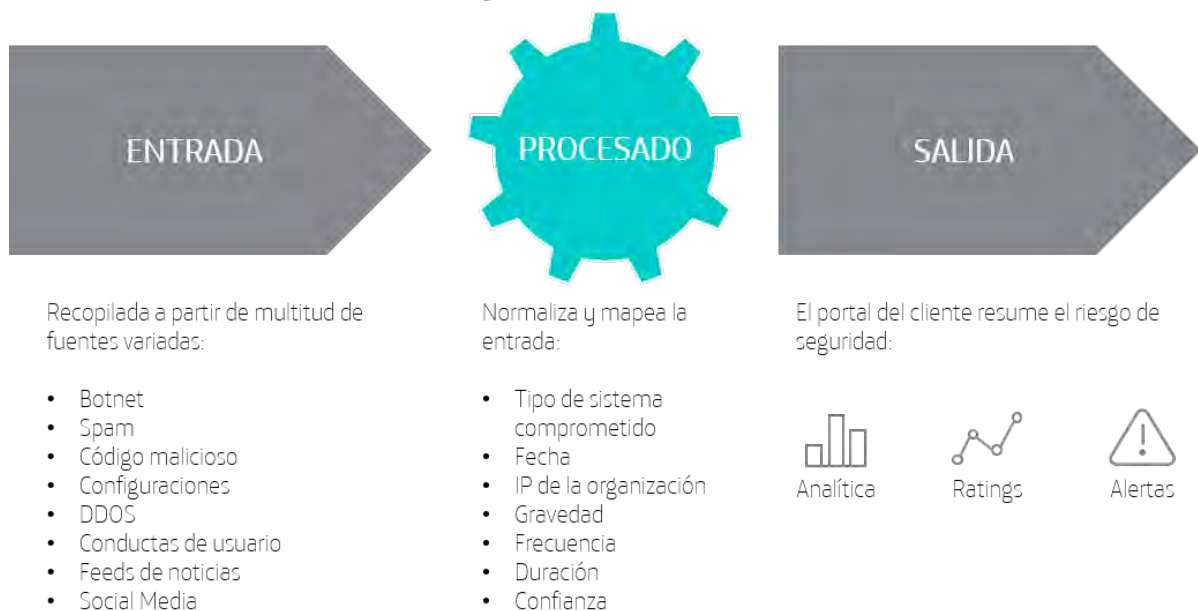 ENTRADA
PROCESADO
SALIDA
Recopilada a partir de multitud de
fuentes variadas:
• Botnet
• Spam
• Código malicioso
• Configuraciones
• DDOS
• Conductas de usuario
• Feeds de noticias
• Social Media
Normaliza y mapea la
entrada:
• Tipo de sistema
comprometido
• Fecha
• IP de la organización
• Gravedad
• Frecuencia
• Duración
• Confianza
El portal del cliente resume el riesgo de
seguridad:
Analítica
Ratings
Alertas